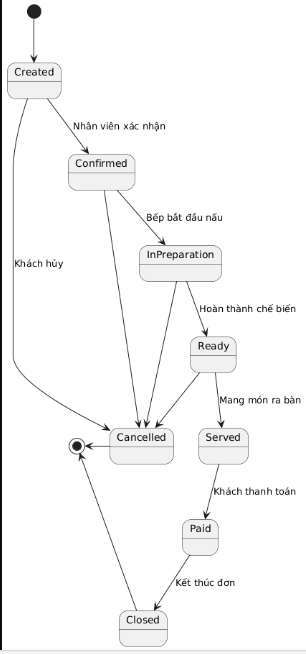 Created
Nhân viên xác nhận
Confirmed
Bếp bắt đầu nấu
InPreparation
Khách hủy
Hoàn thành chế biến
Ready
Mang món ra bàn
Cancelled
Served
Khách thanh toán
Paid
Kết thúc đơn
Closed